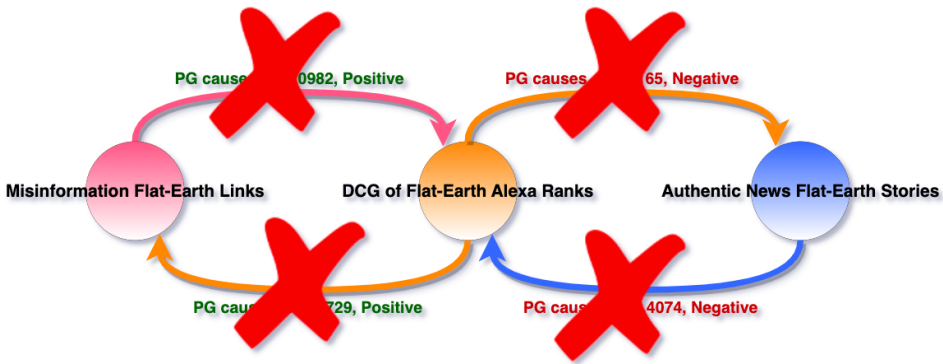 PG cause 0982, Positive
PG causes 65, Negative
Misinformation Flat-Earth Links
DCG of Flat-Earth Alexa Ranks
Authentic News Flat-Earth Stories
PG cau 729, Positive
PG caus 4074, Negative